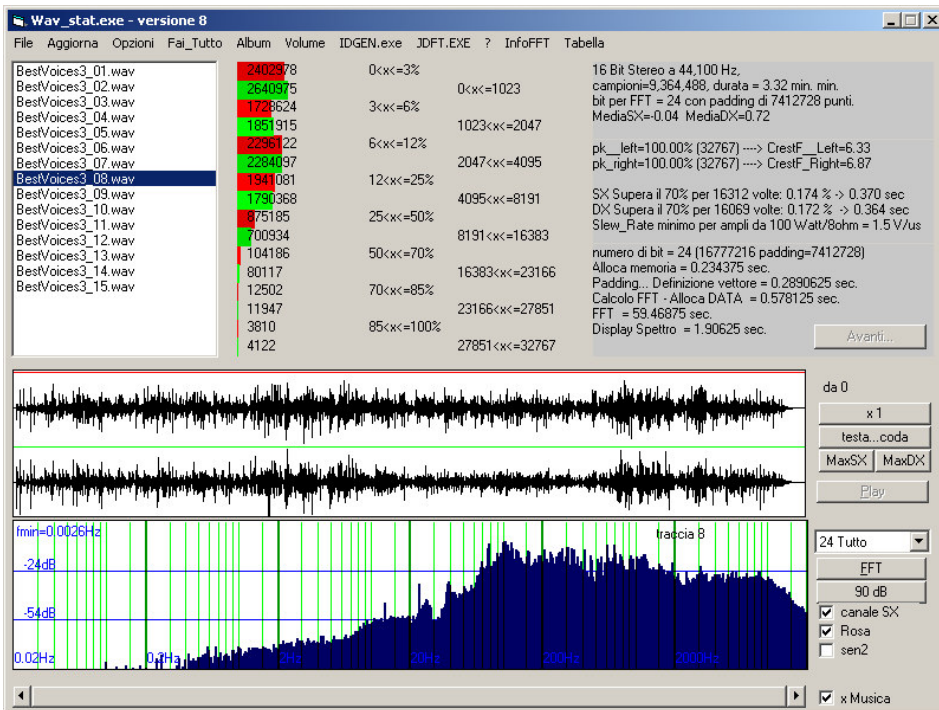 Wav_stat.exe - versione 8
File Aggiorna Opzioni Fai_Tutto Album Volume IDGEN.exe JDFT.EXE ? InfoFFT Tabella
BestVoices3_01.wav
BestVoices3_02.wav
BestVoices3_03.wav
BestVoices3_04.wav
BestVoices3_05.wav
BestVoices3_06.wav
BestVoices3_07.wav
BestVoices3_08.wav
BestVoices3_09.wav
BestVoices3_10.wav
BestVoices3_11.wav
BestVoices3_12.wav
BestVoices3_13.wav
BestVoices3_14.wav
BestVoices3_15.wav
2402978 0<x<=3%
2640975 0<x<=1023
1728624 3<x<=6%
1851915 1023<x<=2047
2296122 6<x<=12%
2284097 2047<x<=4095
1941081 12<x<=25%
1790368 4095<x<=8191
875185 25<x<=50%
700934 8191<x<=16383
104186 50<x<=70%
80117 16383<x<=23166
12502 70<x<=85%
11947 23166<x<=27851
3810 85<x<=100%
4122 27851<x<=32767
16 Bit Stereo a 44,100 Hz,
campioni=9,364,488, durata = 3.32 min. min.
bit per FFT = 24 con padding di 7412728 punti.
MediaSX=-0.04 MediaDX=0.72
pk__left=100.00% (32767) ---> CrestF__Left=6.33
pk_right=100.00% (32767) ---> CrestF_Right=6.87
SX Supera il 70% per 16312 volte: 0.174 % -> 0.370 sec
DX Supera il 70% per 16069 volte: 0.172 % -> 0.364 sec
Slew_Rate minimo per ampli da 100 Watt/8ohm = 1.5 V/us
numero di bit = 24 (16777216 padding=7412728)
Alloca memoria = 0.234375 sec.
Padding... Definizione vettore = 0.2890625 sec.
Calcolo FFT - Alloca DATA = 0.578125 sec.
FFT = 59.46875 sec.
Display Spettro = 1.90625 sec.
Avanti...
da 0
x 1
testa...coda
MaxSX MaxDX
Play
fmin=0.0026Hz
traccia 8
-24dB
-54dB
0.02Hz 0.2Hz 2Hz 20Hz 200Hz 2000Hz
24 Tutto
FFT
90 dB
canale SX
Rosa
sen2
x Musica